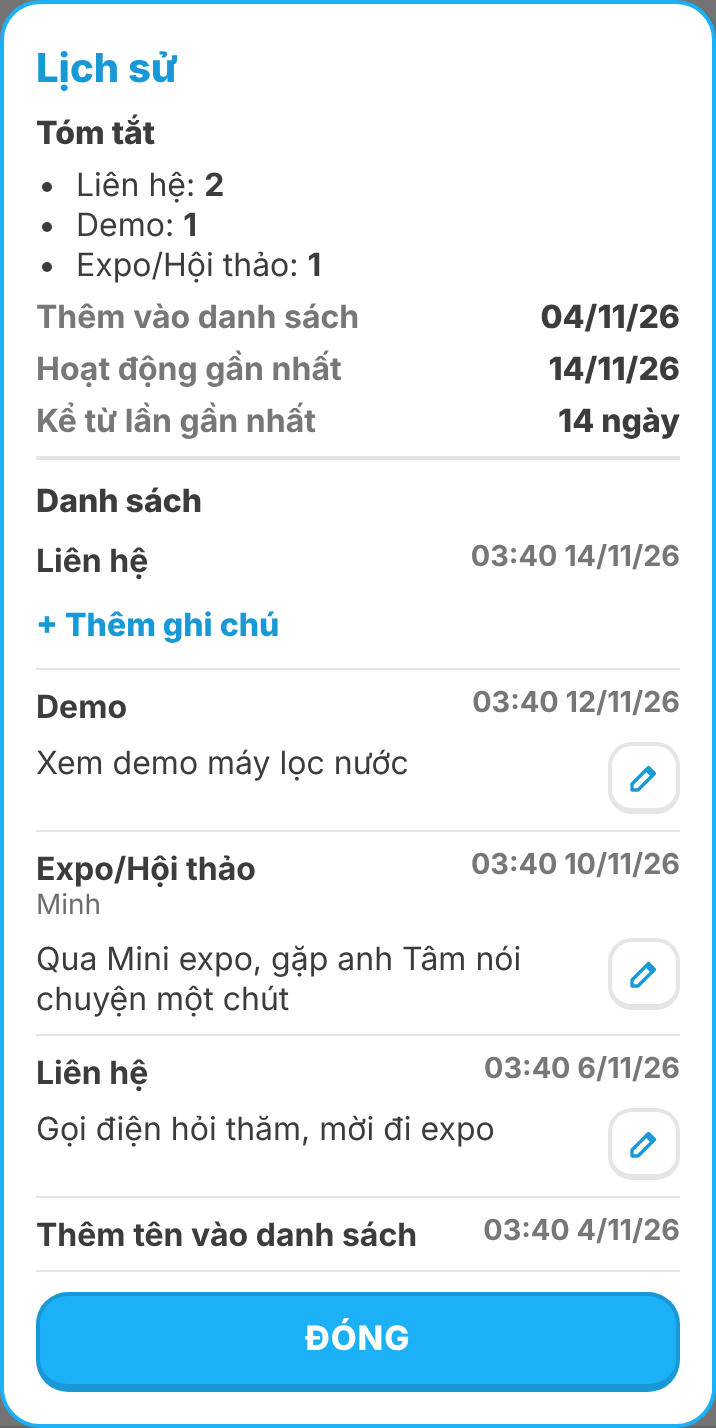 Lịch sử
Tóm tắt
• Liên hệ: 2
• Demo: 1
• Expo/Hội thảo: 1
Thêm vào danh sách 04/11/26
Hoạt động gần nhất 14/11/26
Kể từ lần gần nhất 14 ngày
Danh sách
Liên hệ 03:40 14/11/26
+ Thêm ghi chú
Demo 03:40 12/11/26
Xem demo máy lọc nước
Expo/Hội thảo 03:40 10/11/26
Minh
Qua Mini expo, gặp anh Tâm nói
chuyện một chút
Liên hệ 03:40 6/11/26
Gọi điện hỏi thăm, mời đi expo
Thêm tên vào danh sách 03:40 4/11/26
ĐÓNG